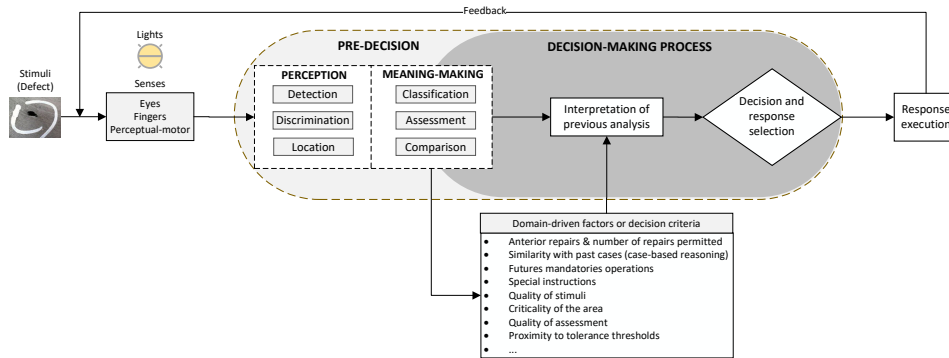 Feedback
Lights
Stimuli
(Defect)
Senses
Eyes
Fingers
Perceptual-motor
PRE-DECISION
DECISION-MAKING PROCESS
PERCEPTION
Detection
Discrimination
Location
MEANING-MAKING
Classification
Assessment
Comparison
Interpretation of
previous analysis
Decision and
response
selection
Response
execution
Domain-driven factors or decision criteria
• Anterior repairs & number of repairs permitted
• Similarity with past cases (case-based reasoning)
• Futures mandatories operations
• Special instructions
• Quality of stimuli
• Criticality of the area
• Quality of assessment
• Proximity to tolerance thresholds
• ...